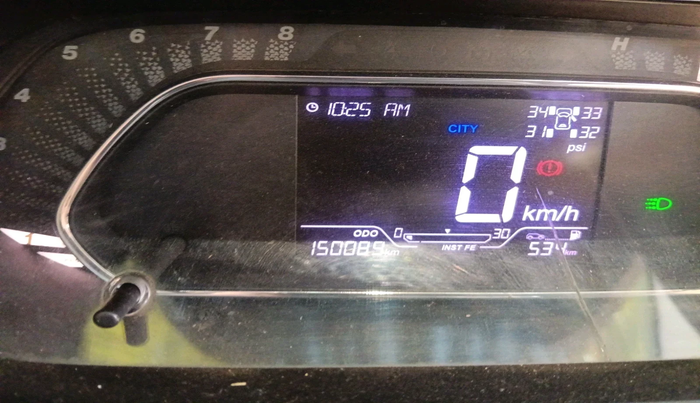 5 6 7 8 H
4
3
10:25 AM 34 33
CITY 31 32
psi
0
km/h
ODO 0 30
150089 km INST FE 534 km